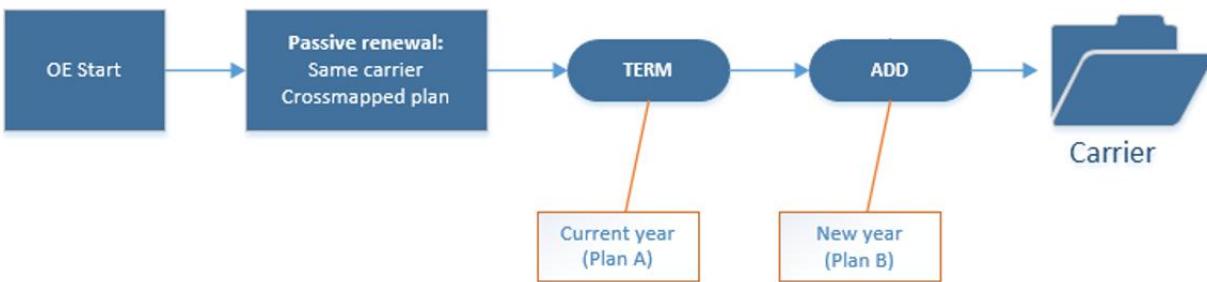 OE Start
Passive renewal:
Same carrier
Crossmapped plan
TERM
ADD
Carrier
Current year
(Plan A)
New year
(Plan B)